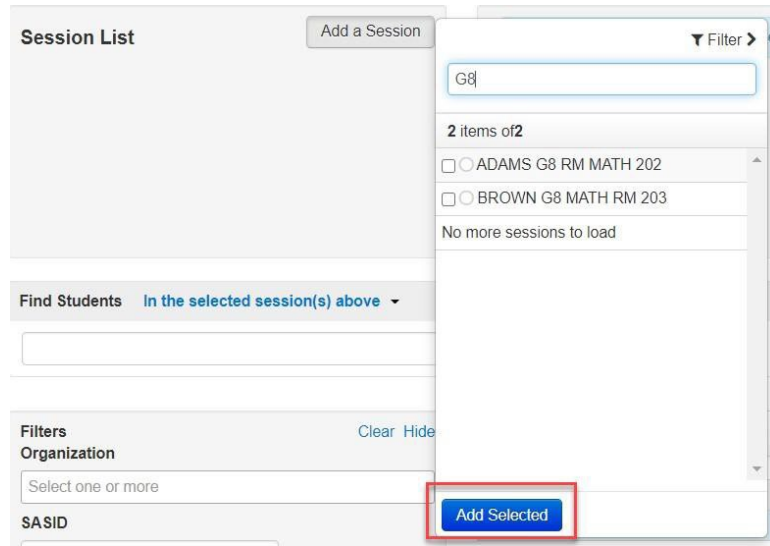 Session List
Add a Session
Filter
G8
2 items of2
ADAMS G8 RM MATH 202
BROWN G8 MATH RM 203
No more sessions to load
Find Students In the selected session(s) above
Filters
Clear Hide
Organization
Select one or more
SASID
Add Selected